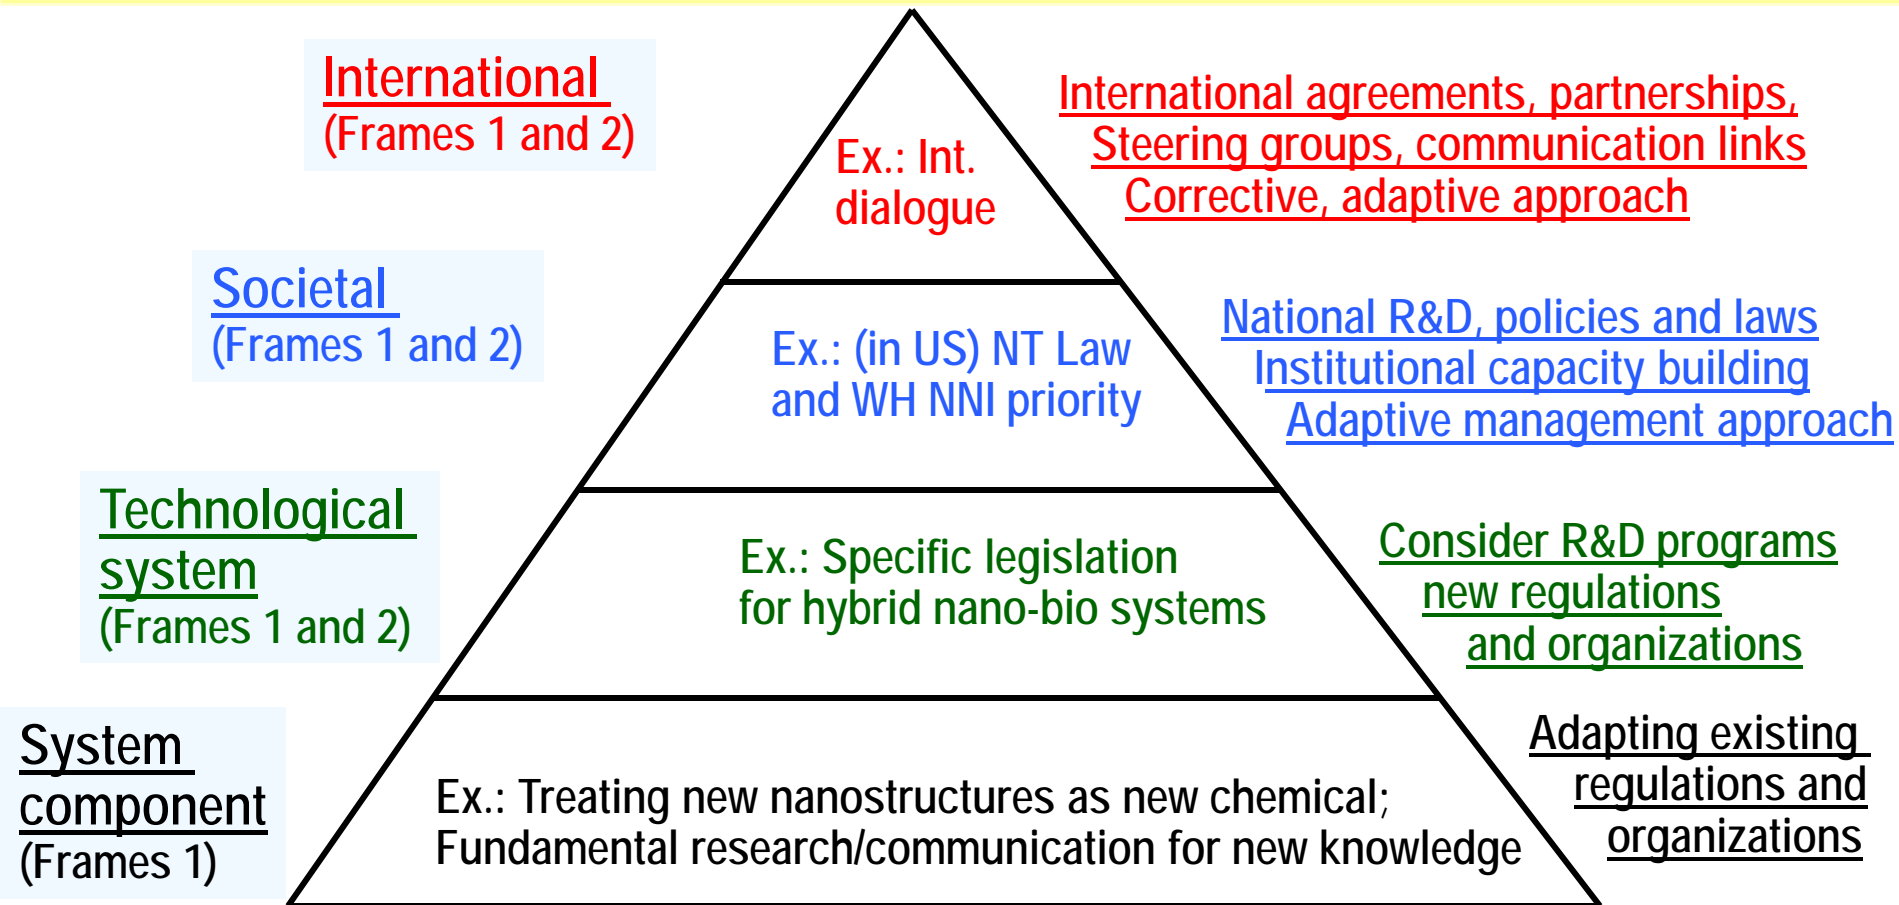 International
(Frames 1 and 2)
Ex.: Int.
dialogue
International agreements, partnerships,
Steering groups, communication links
Corrective, adaptive approach
Societal
(Frames 1 and 2)
Ex.: (in US) NT Law
and WH NNI priority
National R&D, policies and laws
Institutional capacity building
Adaptive management approach
Technological
system
(Frames 1 and 2)
Ex.: Specific legislation
for hybrid nano-bio systems
Consider R&D programs
new regulations
and organizations
System
component
(Frames 1)
Ex.: Treating new nanostructures as new chemical;
Fundamental research/communication for new knowledge
Adapting existing
regulations and
organizations